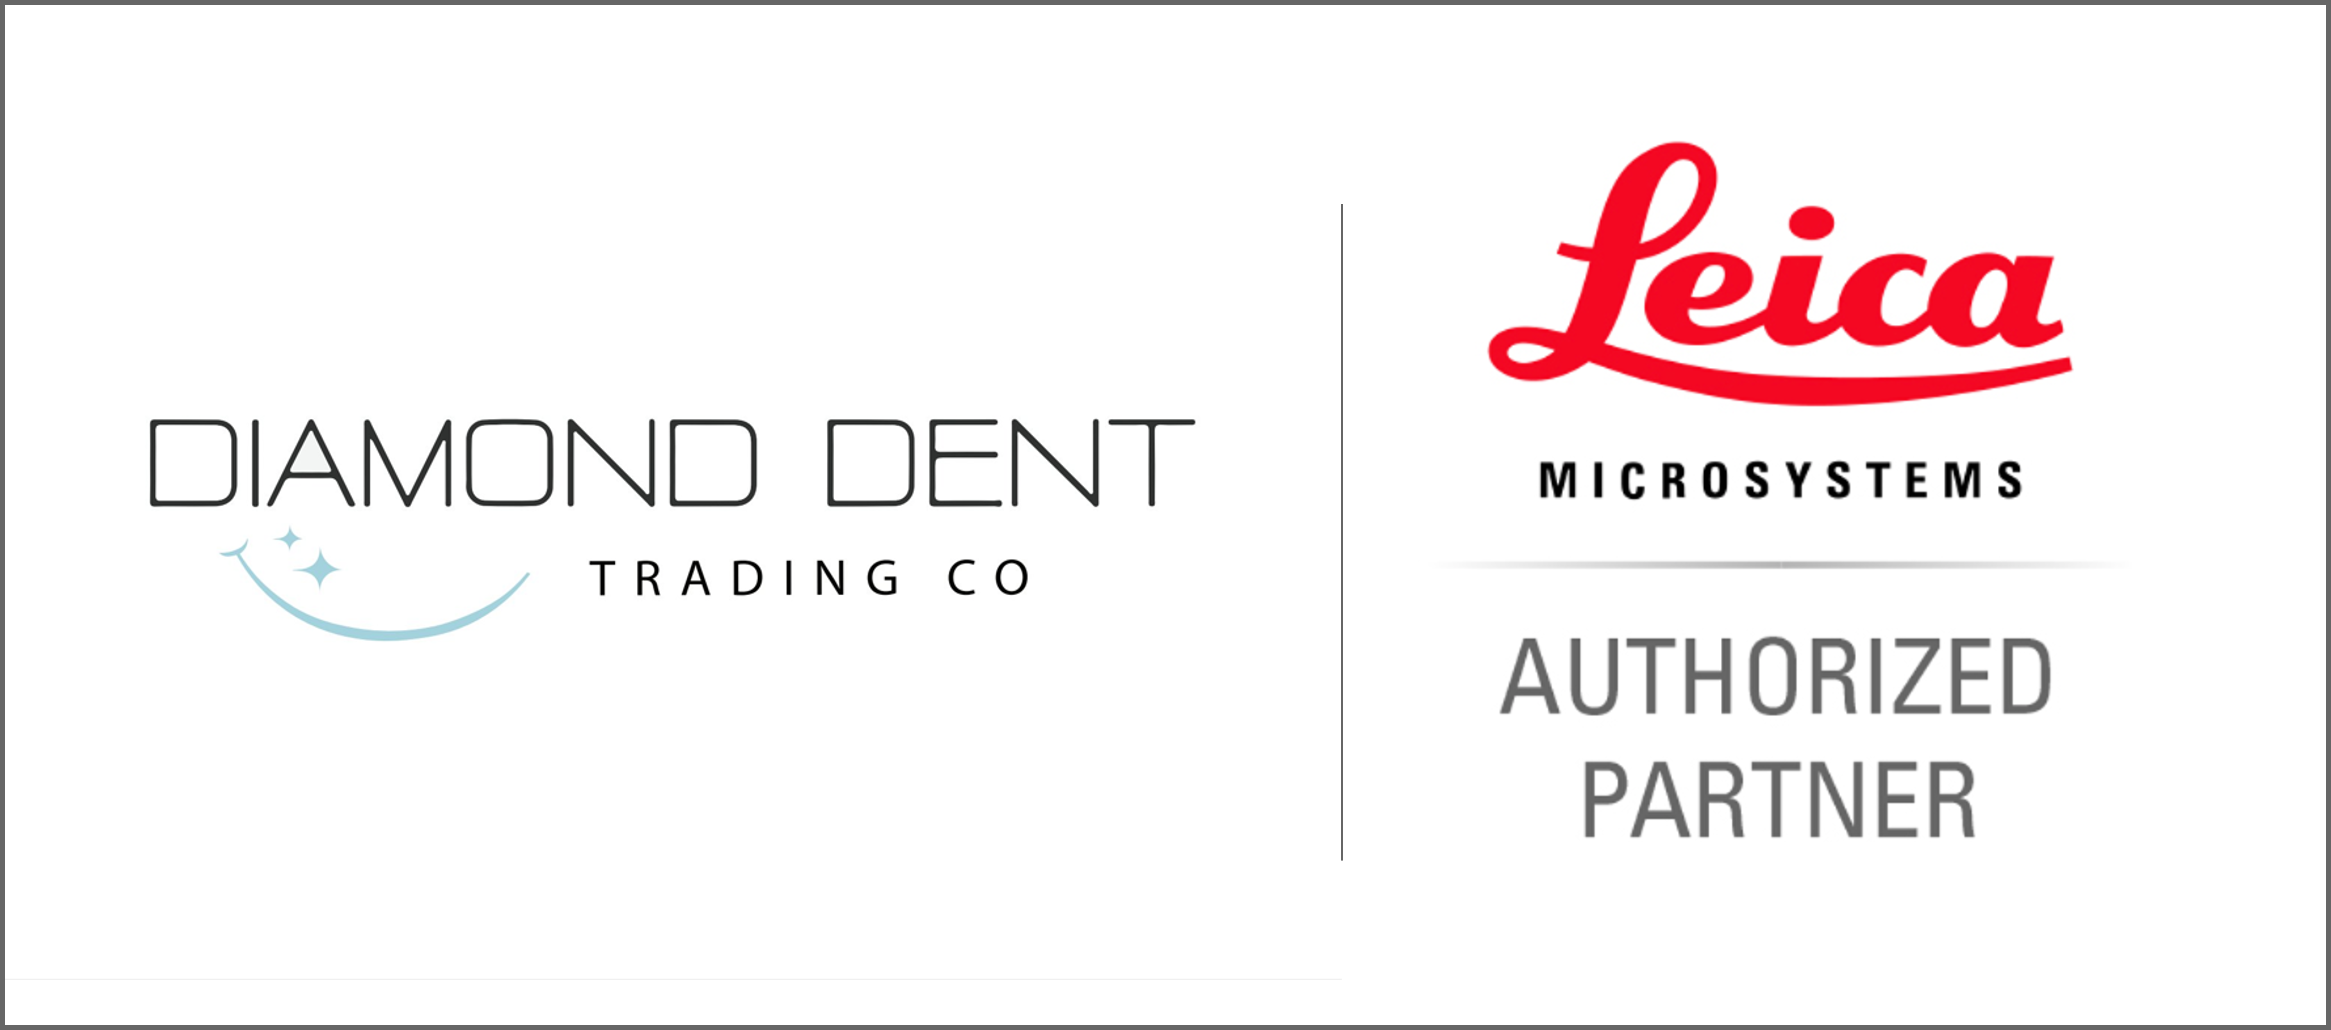 DIAMOND DENT
TRADING CO
Leica
MICROSYSTEMS
AUTHORIZED
PARTNER